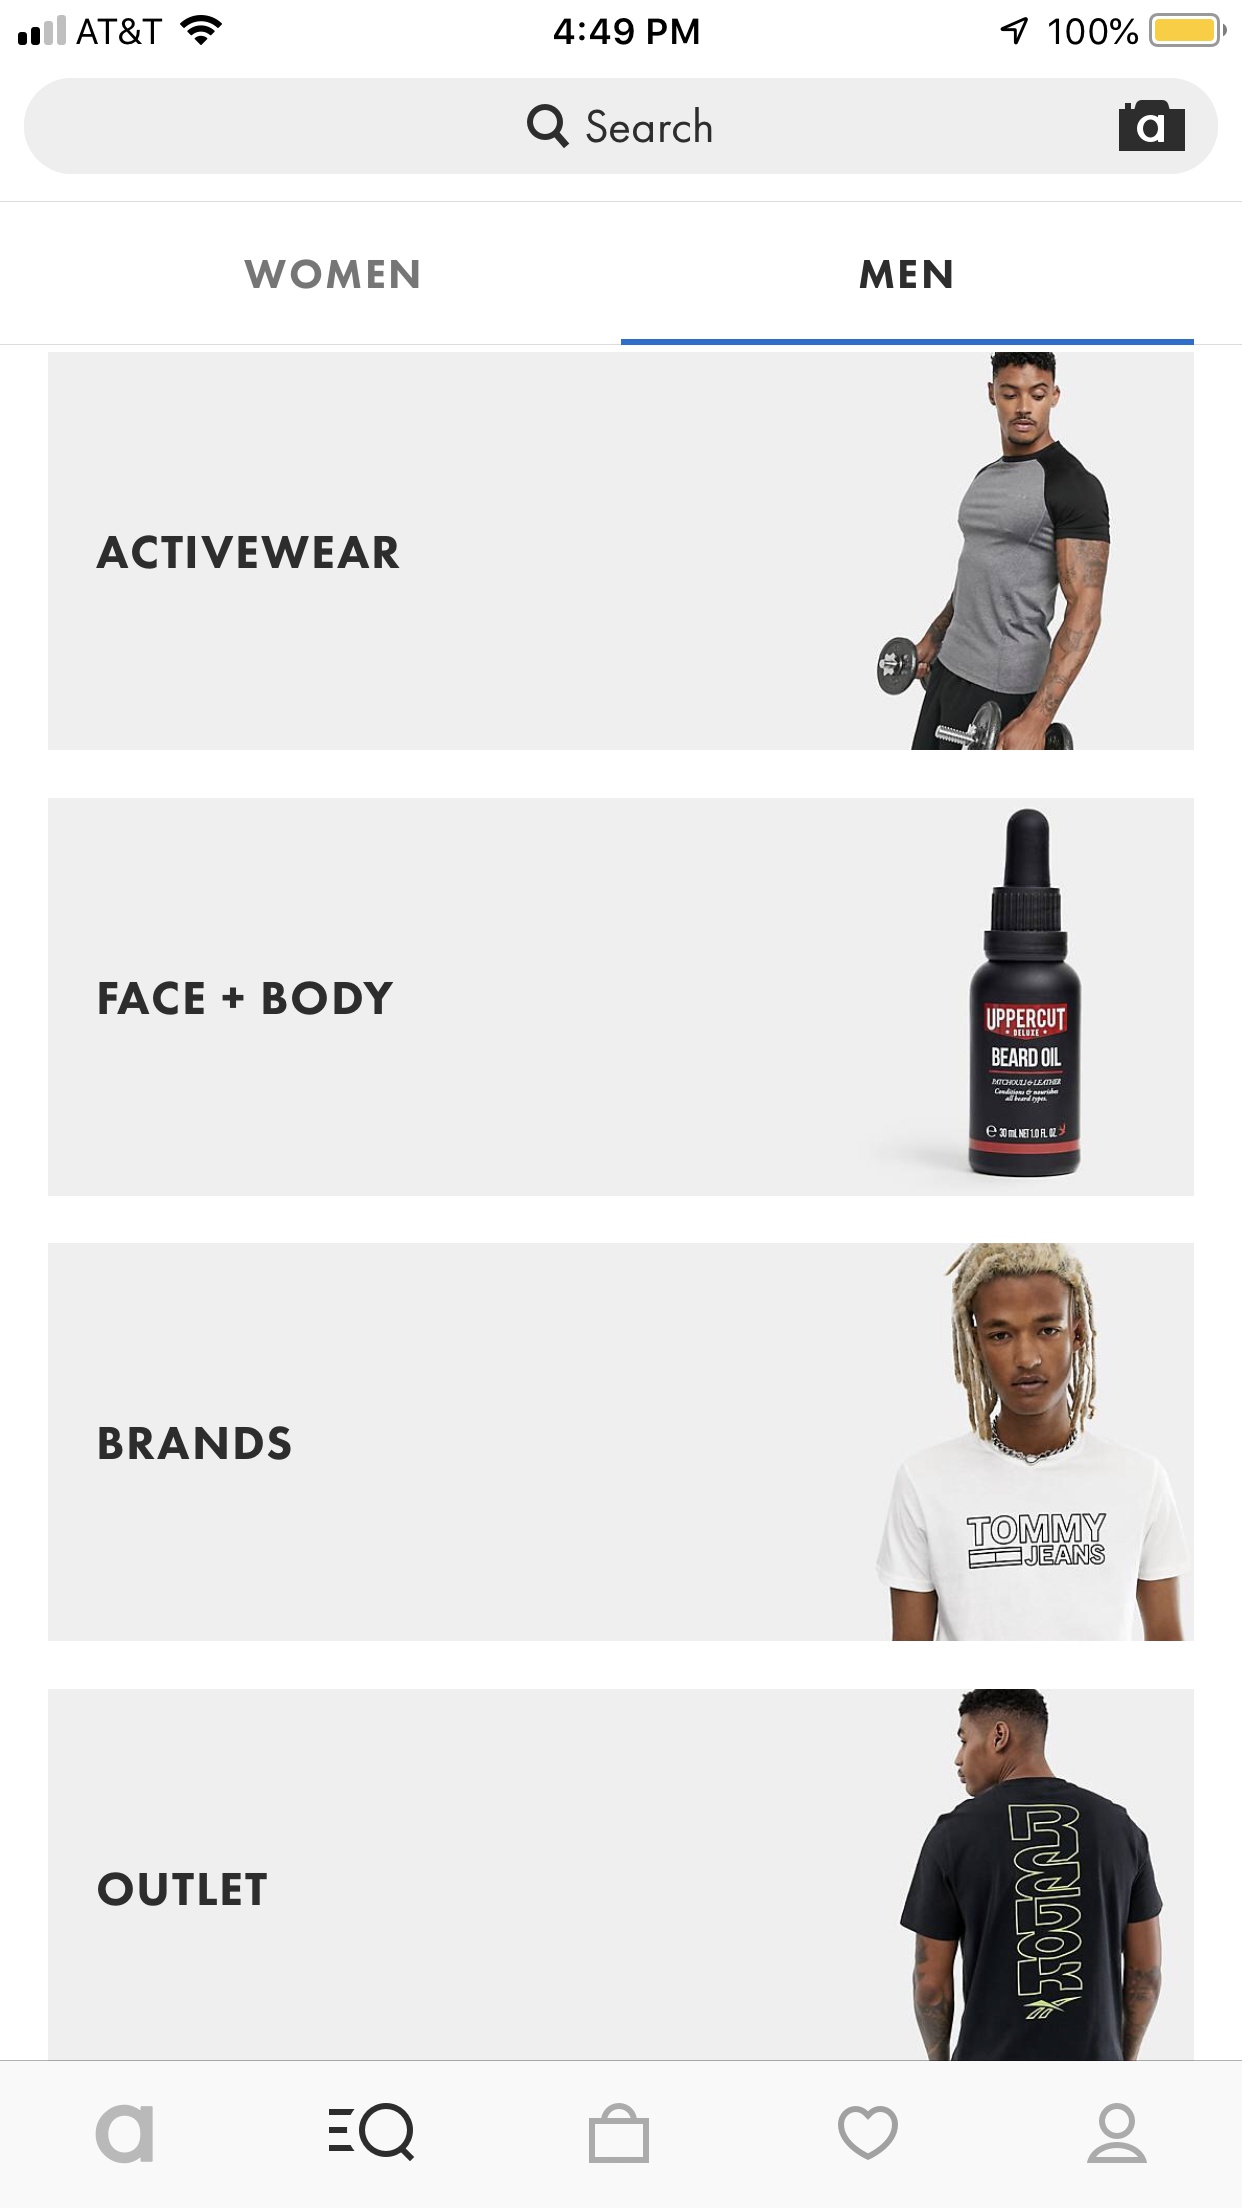 AT&T
4:49 PM
100%
Search
a
WOMEN
MEN
ACTIVEWEAR
FACE + BODY
UPPERCUT
DELUXE
BEARD OIL
PATCHOULI & LEATHER
Conditions & nourishes
all beard types.
30 mL NET 1.0 FL. OZ.
BRANDS
TOMMY
JEANS
OUTLET
Reebok
a